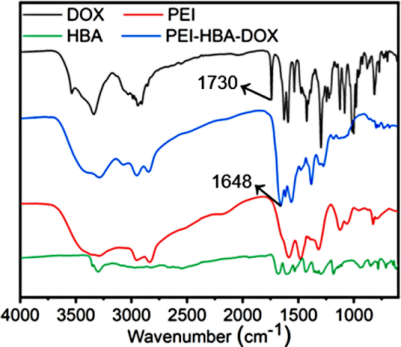 DOX PEI
HBA PEI-HBA-DOX
1730
1648
4000 3500 3000 2500 2000 1500 1000
Wavenumber (cm-1)